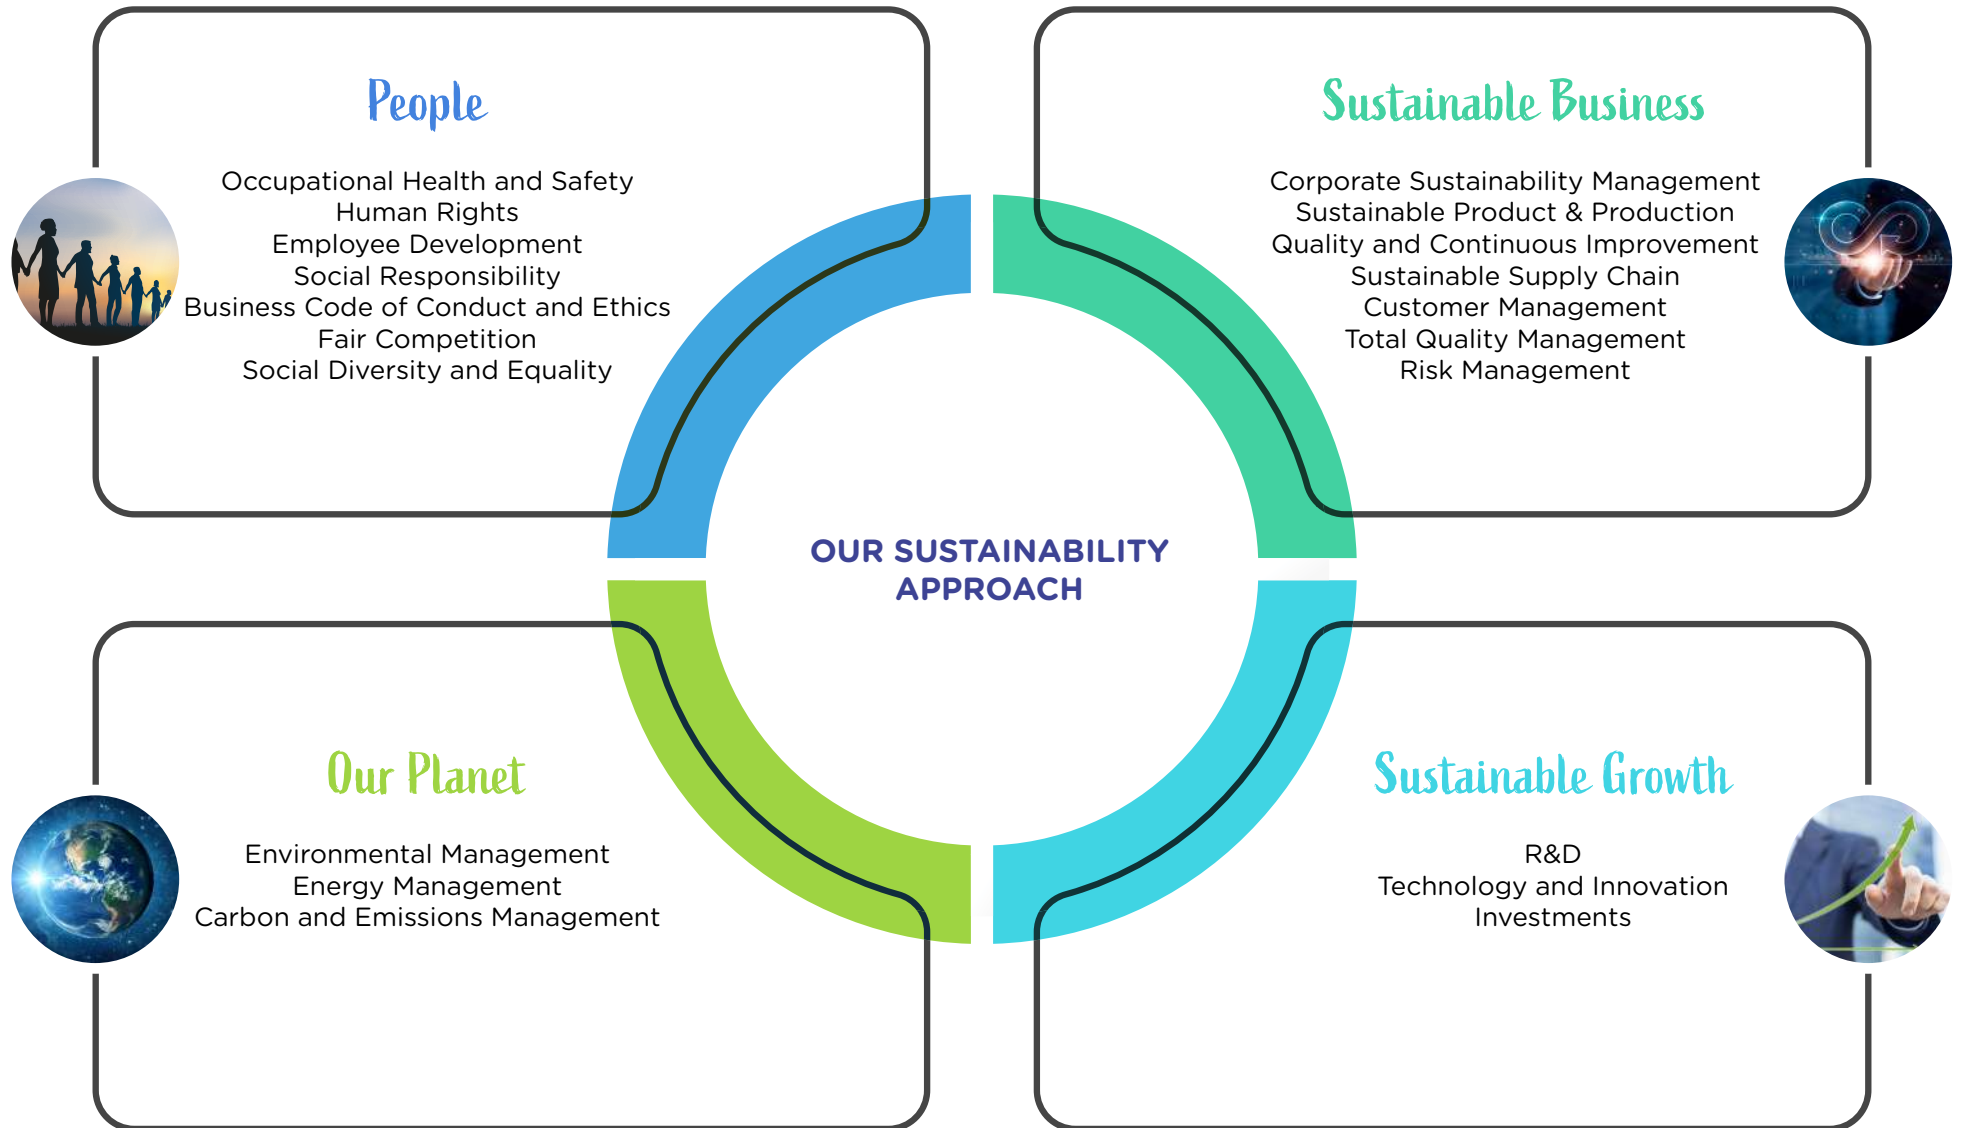 People
Occupational Health and Safety
Human Rights
Employee Development
Social Responsibility
Business Code of Conduct and Ethics
Fair Competition
Social Diversity and Equality
Sustainable Business
Corporate Sustainability Management
Sustainable Product & Production
Quality and Continuous Improvement
Sustainable Supply Chain
Customer Management
Total Quality Management
Risk Management
OUR SUSTAINABILITY
APPROACH
Our Planet
Environmental Management
Energy Management
Carbon and Emissions Management
Sustainable Growth
R&D
Technology and Innovation
Investments